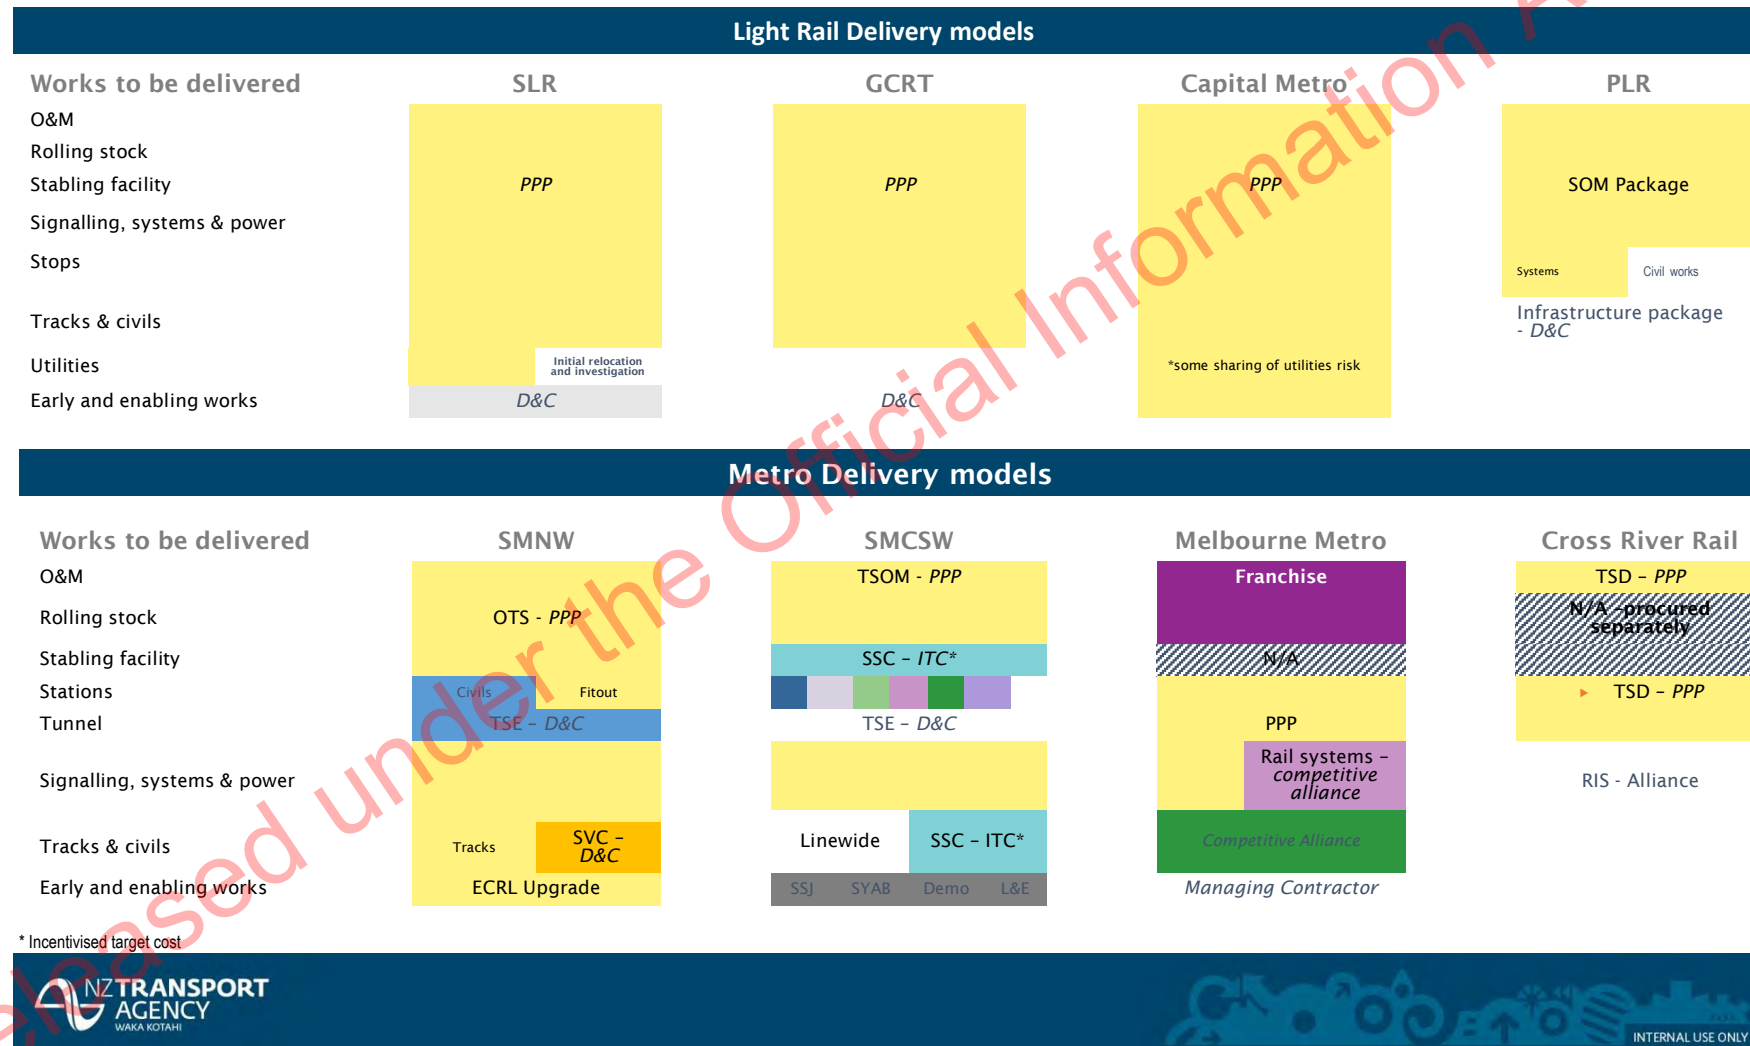 Light Rail Delivery models
Works to be delivered
SLR
GCRT
Capital Metro
PLR
O&M
Rolling stock
Stabling facility
PPP
PPP
PPP
SOM Package
Signalling, systems & power
Stops
Systems
Civil works
Tracks & civils
Infrastructure package
- D&C
Utilities
Initial relocation
and investigation
*some sharing of utilities risk
Early and enabling works
D&C
D&C
Metro Delivery models
Works to be delivered
SMNW
SMCSW
Melbourne Metro
Cross River Rail
O&M
TSOM - PPP
Franchise
TSD – PPP
Rolling stock
OTS - PPP
N/A –procured
separately
Stabling facility
SSC – ITC*
N/A
Stations
Civils
Fitout
TSD – PPP
Tunnel
TSE – D&C
TSE – D&C
PPP
Signalling, systems & power
Rail systems –
competitive
alliance
RIS - Alliance
Tracks & civils
Tracks
SVC –
D&C
Linewide
SSC – ITC*
Competitive Alliance
Early and enabling works
ECRL Upgrade
SSJ
SYAB
Demo
L&E
Managing Contractor
* Incentivised target cost
NZ TRANSPORT
AGENCY
WAKA KOTAHI
INTERNAL USE ONLY
Released under the Official Information A